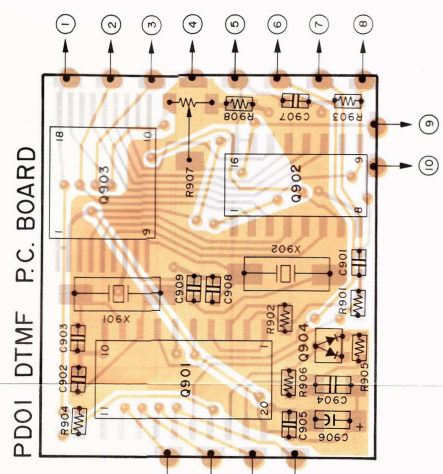 PD01 DTMF P.C. BOARD
1
2
3
4
5
6
7
8
9
10
18
10
Q903
1
9
R907
R908
C907
R903
16
9
Q902
1
8
X901
C909
C908
X902
C901
R901
C903
C902
R904
10
1
Q901
11
20
R902
Q904
R906
R905
C904
C905
C906
+